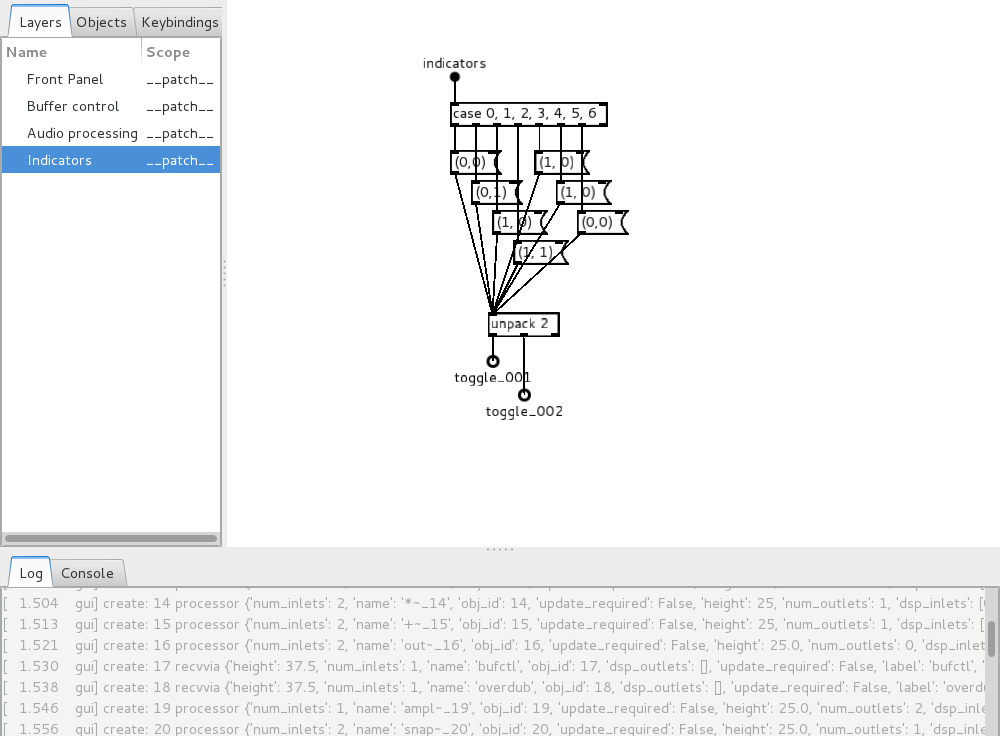 Layers Objects Keybindings
Name Scope
Front Panel __patch__
Buffer control __patch__
Audio processing __patch__
Indicators __patch__
indicators
case 0, 1, 2, 3, 4, 5, 6
(0,0) (1, 0)
(0,1) (1, 0)
(1, 0) (0,0)
(1, 1)
unpack 2
toggle_001
toggle_002
Log Console
[ 1.504 gui] create: 14 processor {'num_inlets': 2, 'name': '*~_14', 'obj_id': 14, 'update_required': False, 'height': 25, 'num_outlets': 1, 'dsp_inlets': [
[ 1.513 gui] create: 15 processor {'num_inlets': 2, 'name': '+~_15', 'obj_id': 15, 'update_required': False, 'height': 25, 'num_outlets': 1, 'dsp_inlets': [
[ 1.521 gui] create: 16 processor {'num_inlets': 2, 'name': 'out~_16', 'obj_id': 16, 'update_required': False, 'height': 25.0, 'num_outlets': 0, 'dsp_inlets
[ 1.530 gui] create: 17 recvvia {'height': 37.5, 'num_inlets': 1, 'name': 'bufctl', 'obj_id': 17, 'dsp_outlets': [], 'update_required': False, 'label': 'bufctl', '
[ 1.538 gui] create: 18 recvvia {'height': 37.5, 'num_inlets': 1, 'name': 'overdub', 'obj_id': 18, 'dsp_outlets': [], 'update_required': False, 'label': 'overd
[ 1.546 gui] create: 19 processor {'num_inlets': 1, 'name': 'ampl~_19', 'obj_id': 19, 'update_required': False, 'height': 25.0, 'num_outlets': 2, 'dsp_inle
[ 1.556 gui] create: 20 processor {'num_inlets': 2, 'name': 'snap~_20', 'obj_id': 20, 'update_required': False, 'height': 25.0, 'num_outlets': 1, 'dsp_inl